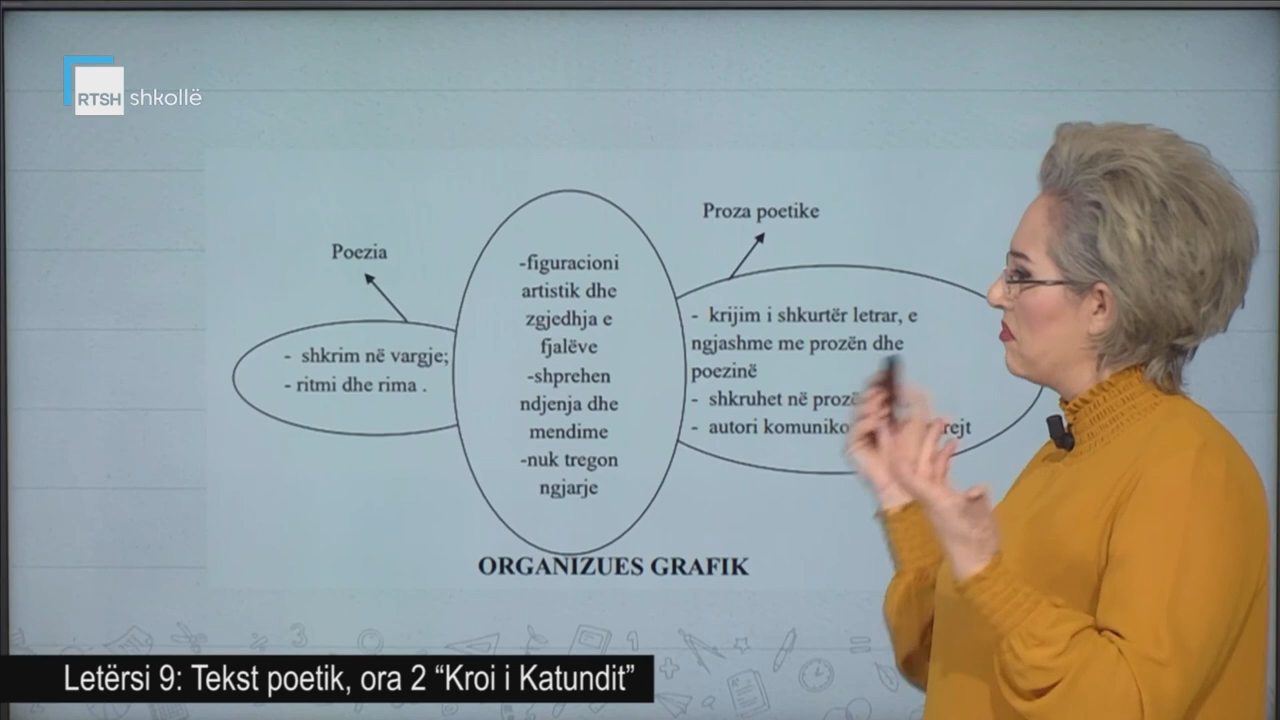 RTSH shkollë
Proza poetike
Poezia
-figuracioni
artistik dhe
zgjedhja e
fjalëve
-shprehen
ndjenja dhe
mendime
-nuk tregon
ngjarje
- shkrim në vargje;
- ritmi dhe rima .
- krijim i shkurtër letrar, e
ngjashme me prozën dhe
poezinë
- shkruhet në
- autori
ORGANIZUES GRAFIK
Letërsi 9: Tekst poetik, ora 2 “Kroi i Katundit”